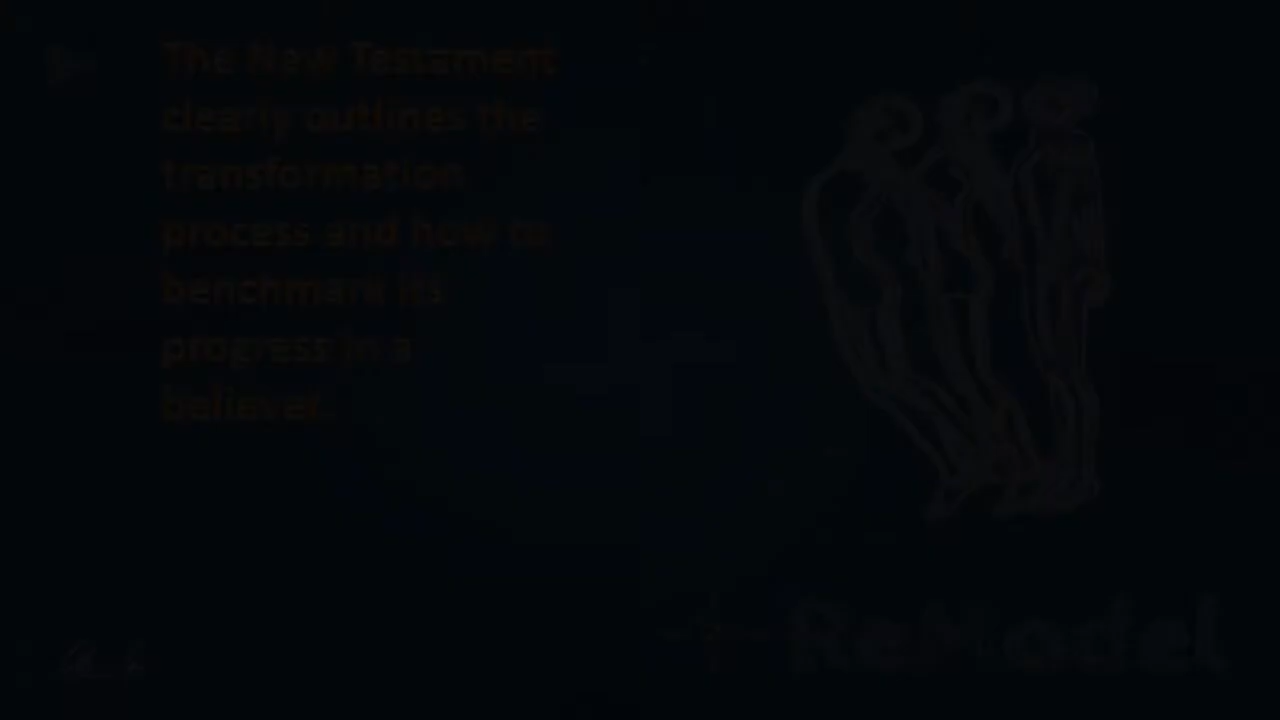 The New Testament
clearly outlines the
transformation
process and how to
benchmark its
progress in a
believer.
ReModel